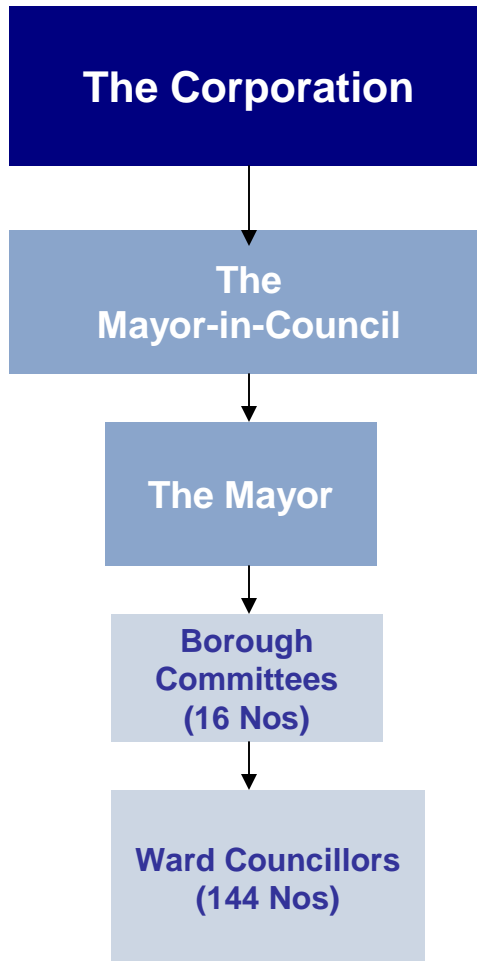 The Corporation
The
Mayor-in-Council
The Mayor
Borough
Committees
(16 Nos)
Ward Councillors
(144 Nos)